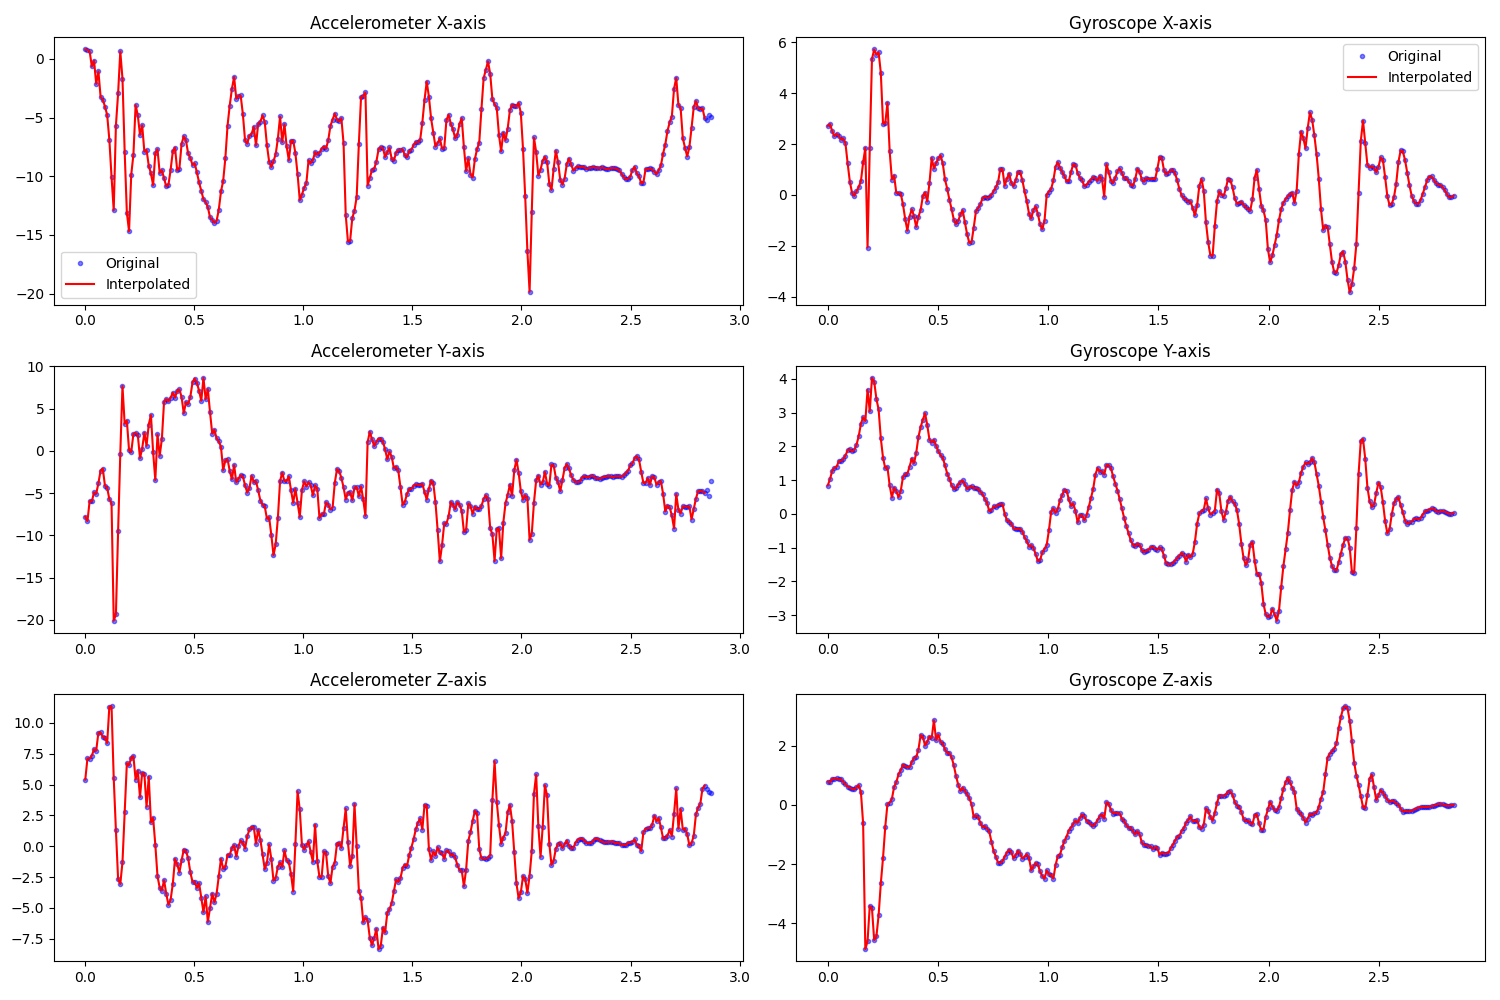 Accelerometer X-axis
0
−5
−10
−15
−20
Original
Interpolated
0.0 0.5 1.0 1.5 2.0 2.5 3.0
Gyroscope X-axis
6
4
2
0
−2
−4
Original
Interpolated
0.0 0.5 1.0 1.5 2.0 2.5
Accelerometer Y-axis
10
5
0
−5
−10
−15
−20
0.0 0.5 1.0 1.5 2.0 2.5 3.0
Gyroscope Y-axis
4
3
2
1
0
−1
−2
−3
0.0 0.5 1.0 1.5 2.0 2.5
Accelerometer Z-axis
10.0
7.5
5.0
2.5
0.0
−2.5
−5.0
−7.5
0.0 0.5 1.0 1.5 2.0 2.5 3.0
Gyroscope Z-axis
2
0
−2
−4
0.0 0.5 1.0 1.5 2.0 2.5